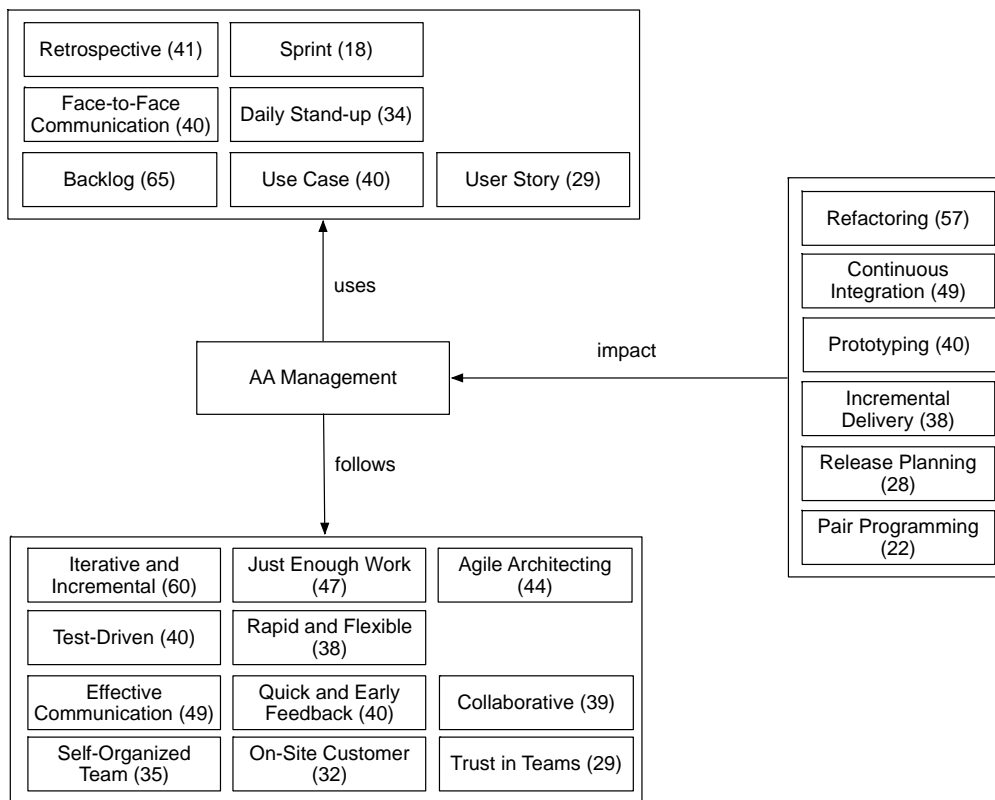 Retrospective (41)
Sprint (18)
Face-to-Face
Communication (40)
Daily Stand-up (34)
Backlog (65)
Use Case (40)
User Story (29)
uses
AA Management
impact
Refactoring (57)
Continuous
Integration (49)
Prototyping (40)
Incremental
Delivery (38)
Release Planning
(28)
Pair Programming
(22)
follows
Iterative and
Incremental (60)
Just Enough Work
(47)
Agile Architecting
(44)
Test-Driven (40)
Rapid and Flexible
(38)
Effective
Communication (49)
Quick and Early
Feedback (40)
Collaborative (39)
Self-Organized
Team (35)
On-Site Customer
(32)
Trust in Teams (29)